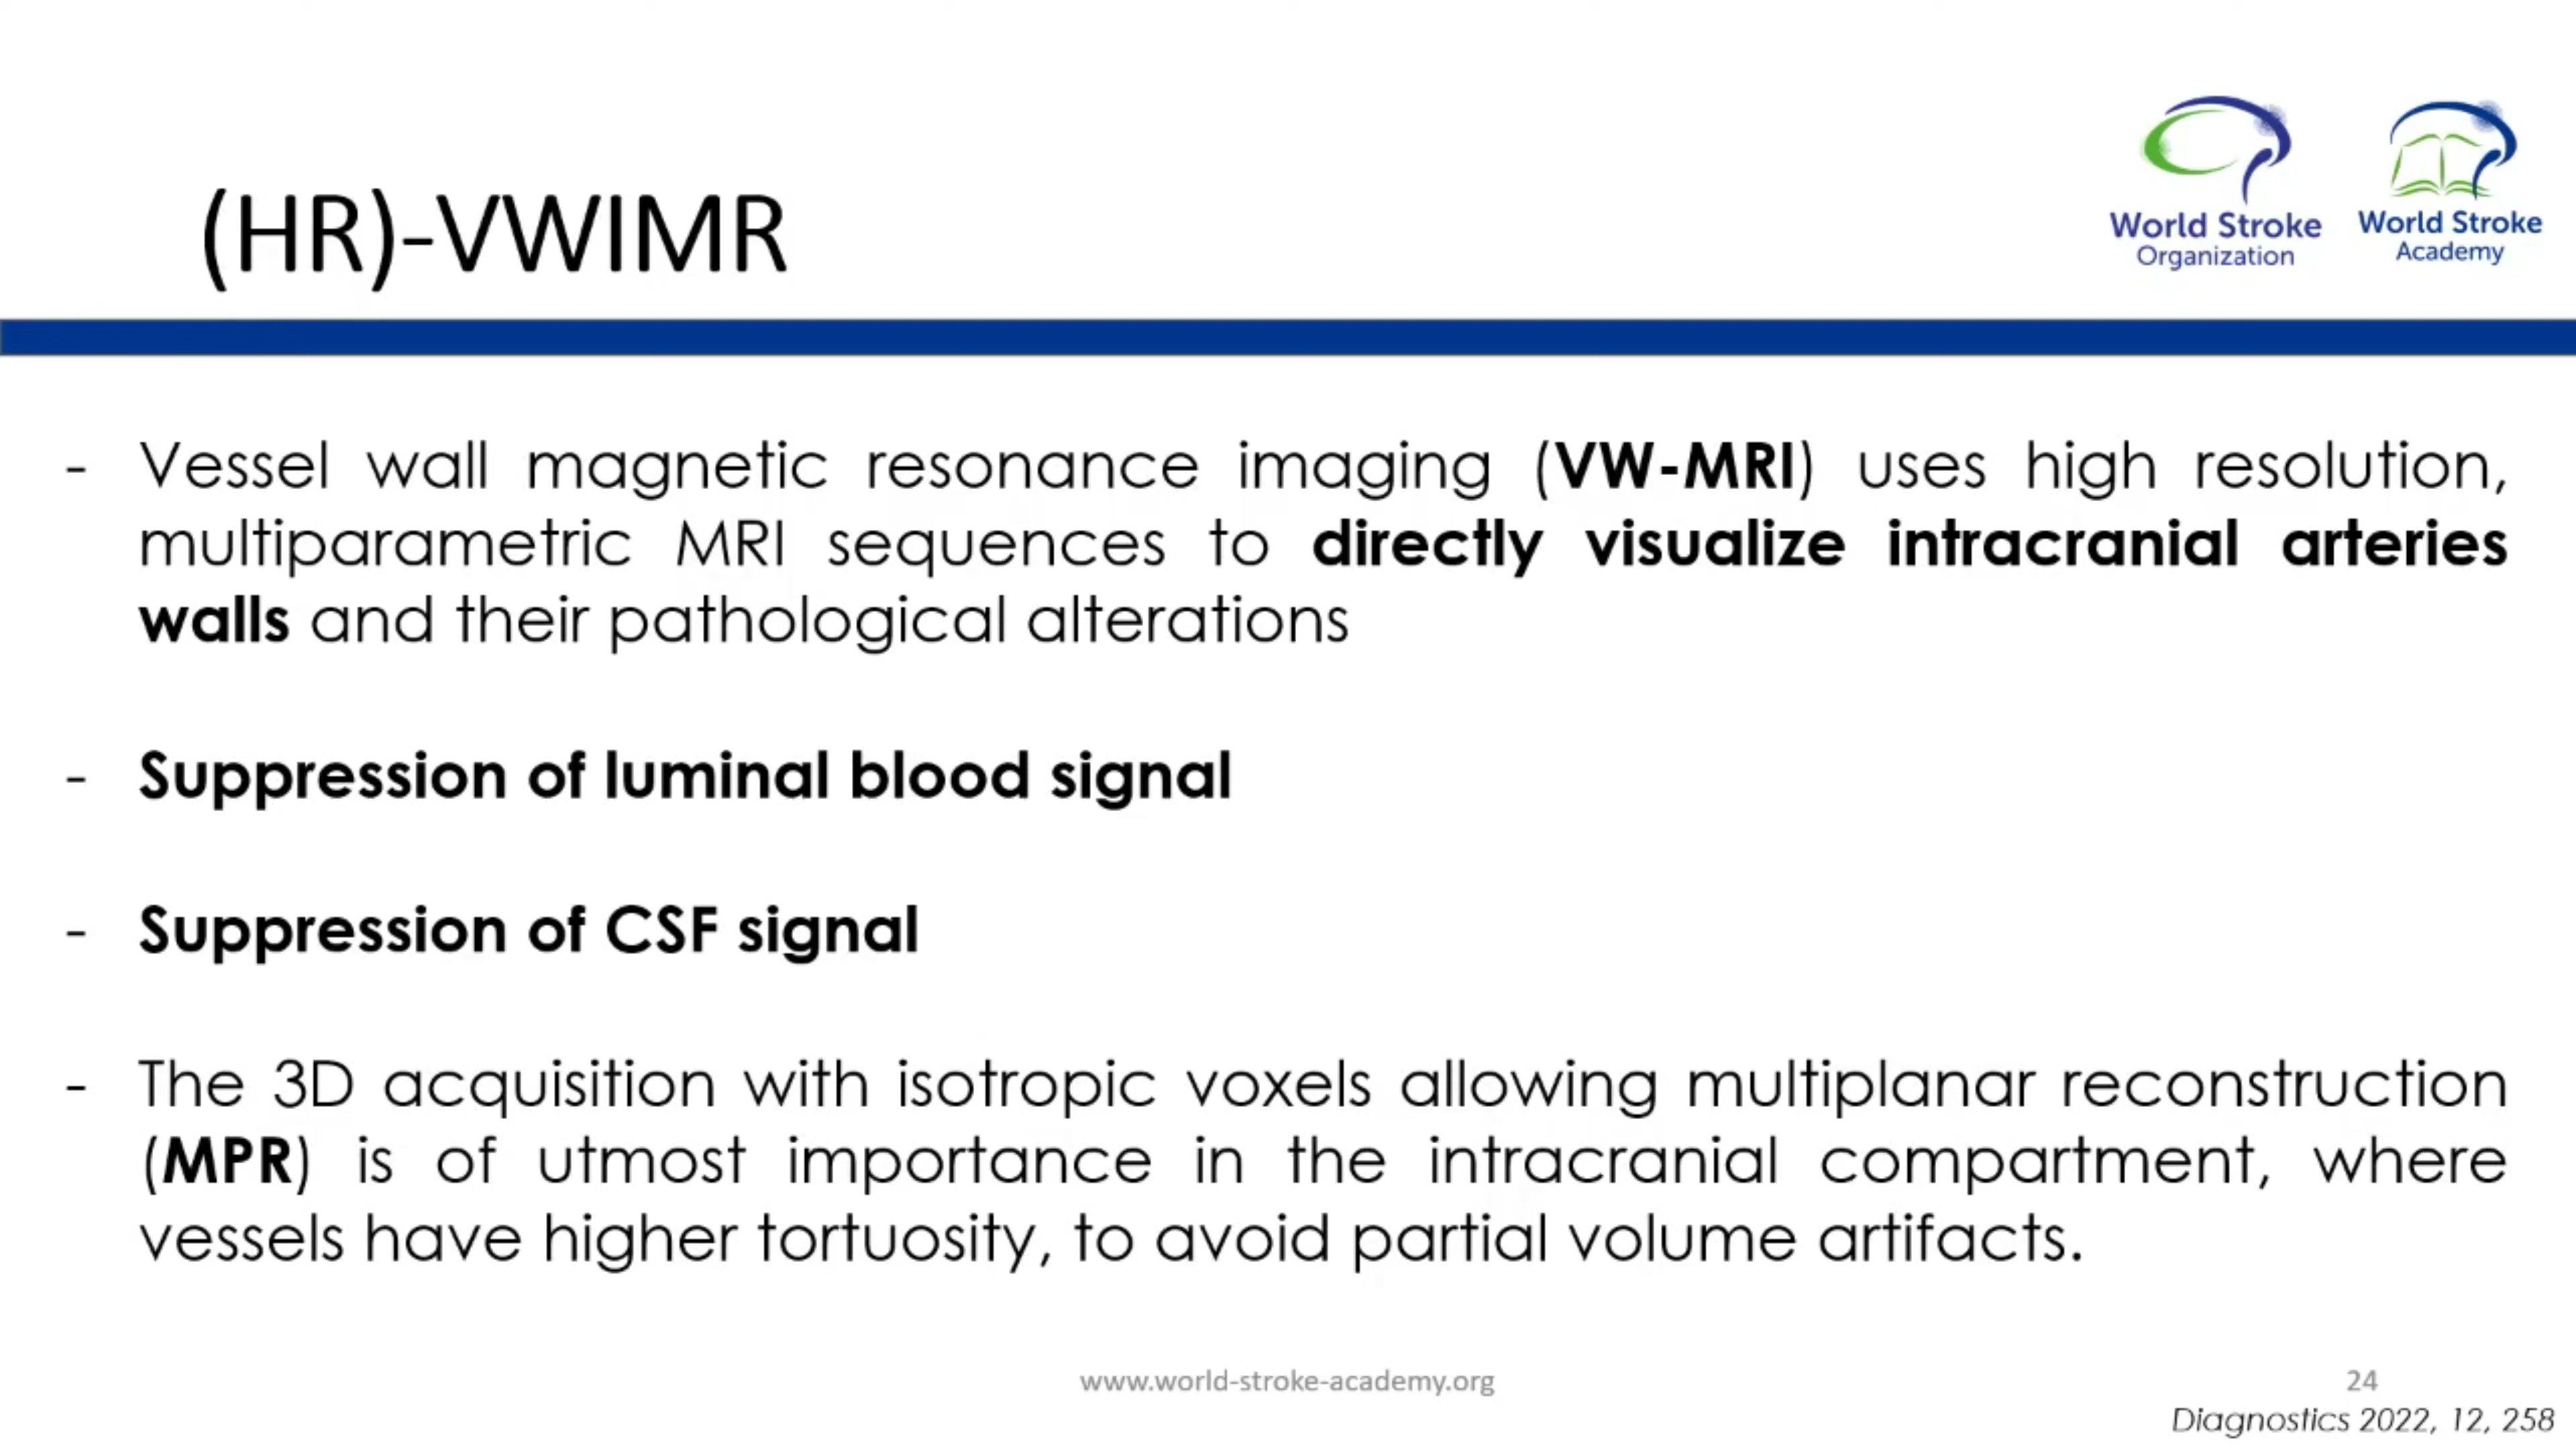 World Stroke
Organization
World Stroke
Academy
(HR)-VWIMR
- Vessel wall magnetic resonance imaging (VW-MRI) uses high resolution,
multiparametric MRI sequences to directly visualize intracranial arteries
walls and their pathological alterations
- Suppression of luminal blood signal
- Suppression of CSF signal
- The 3D acquisition with isotropic voxels allowing multiplanar reconstruction
(MPR) is of utmost importance in the intracranial compartment, where
vessels have higher tortuosity, to avoid partial volume artifacts.
www.world-stroke-academy.org
24
Diagnostics 2022, 12, 258